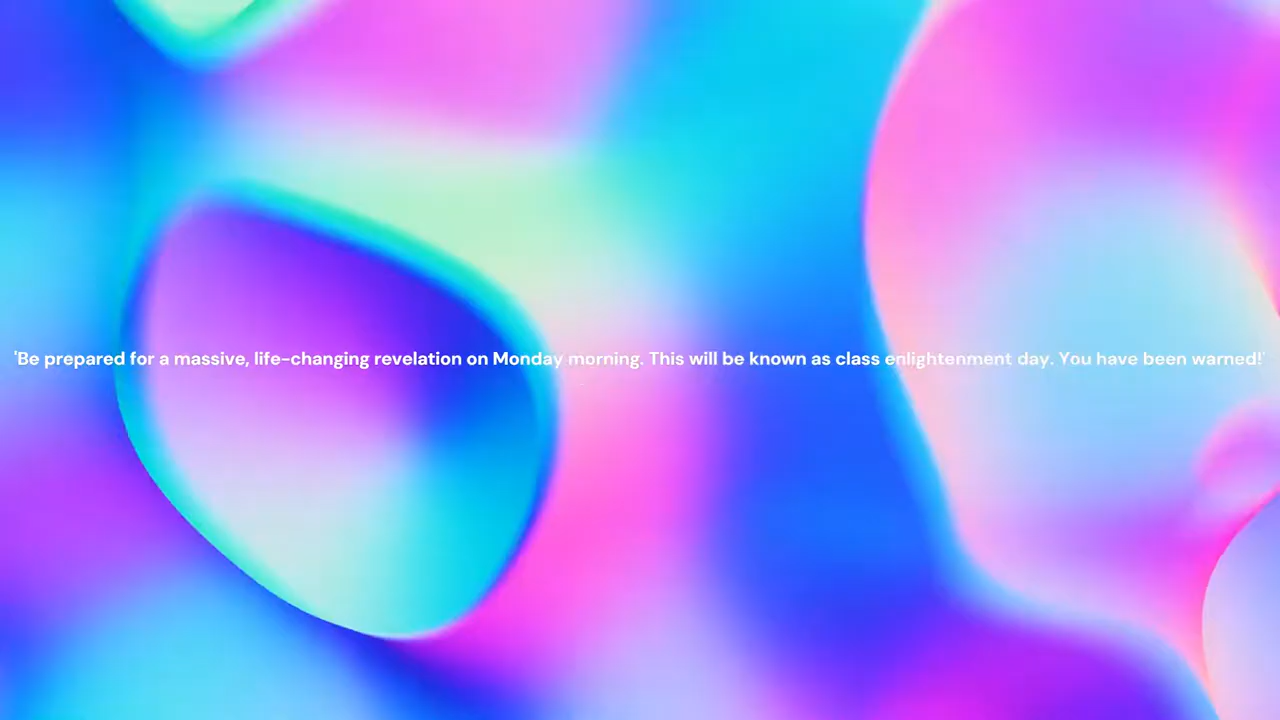 'Be prepared for a massive, life-changing revelation on Monday morning. This will be known as class enlightenment day. You have been warned!'